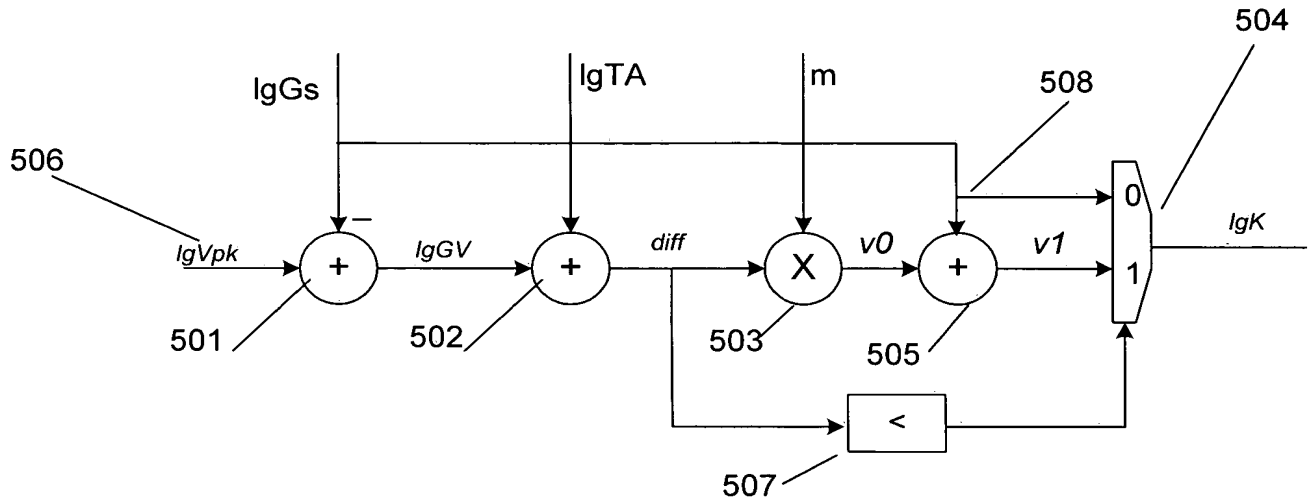 504
lgGs
lgTA
m
508
506
–
0
lgVpk
+
lgGV
+
diff
X
v0
+
v1
1
lgK
501
502
503
505
<
507